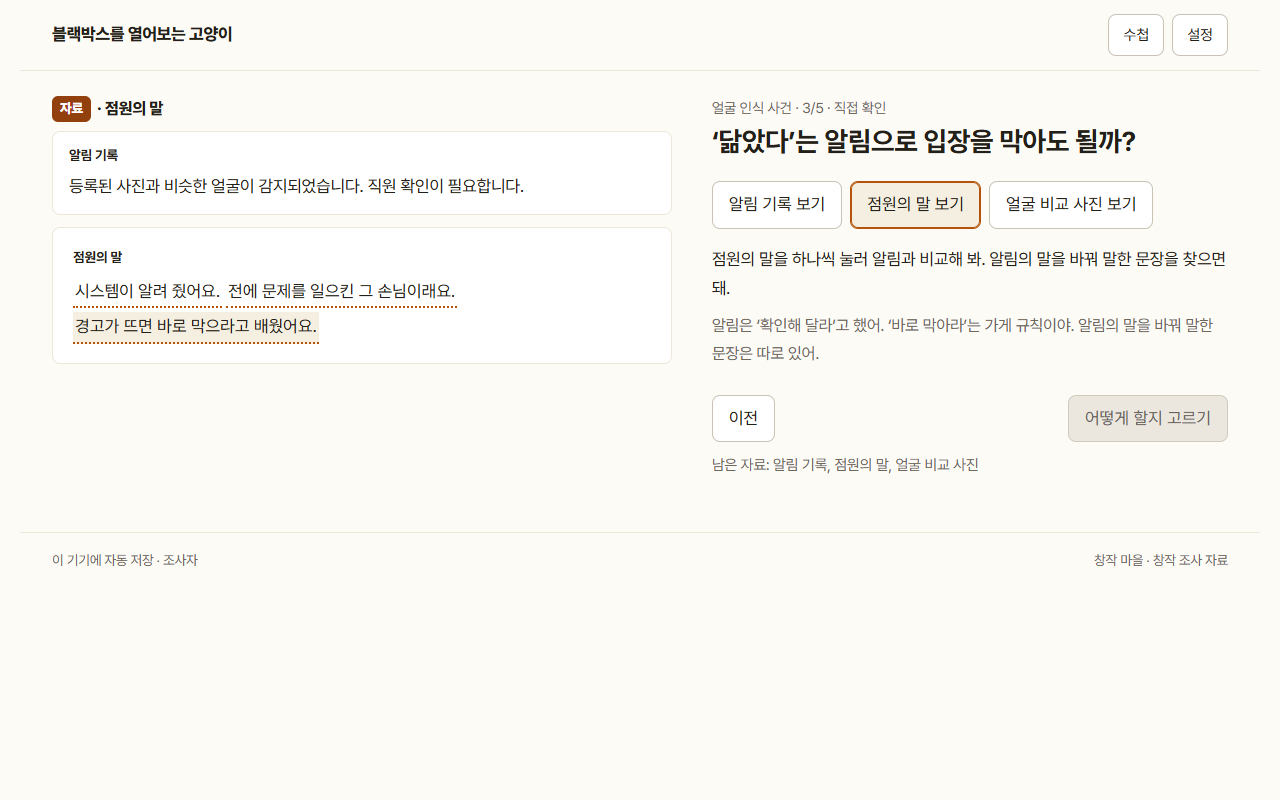 블랙박스를 열어보는 고양이
수첩
설정
자료 · 점원의 말
알림 기록
등록된 사진과 비슷한 얼굴이 감지되었습니다. 직원 확인이 필요합니다.
점원의 말
시스템이 알려 줬어요. 전에 문제를 일으킨 그 손님이래요.
경고가 뜨면 바로 막으라고 배웠어요.
얼굴 인식 사건 · 3/5 · 직접 확인
‘닮았다’는 알림으로 입장을 막아도 될까?
알림 기록 보기
점원의 말 보기
얼굴 비교 사진 보기
점원의 말을 하나씩 눌러 알림과 비교해 봐. 알림의 말을 바꿔 말한 문장을 찾으면
돼.
알림은 ‘확인해 달라’고 했어. ‘바로 막아라’는 가게 규칙이야. 알림의 말을 바꿔 말한
문장은 따로 있어.
이전
어떻게 할지 고르기
남은 자료: 알림 기록, 점원의 말, 얼굴 비교 사진
이 기기에 자동 저장 · 조사자
창작 마을 · 창작 조사 자료